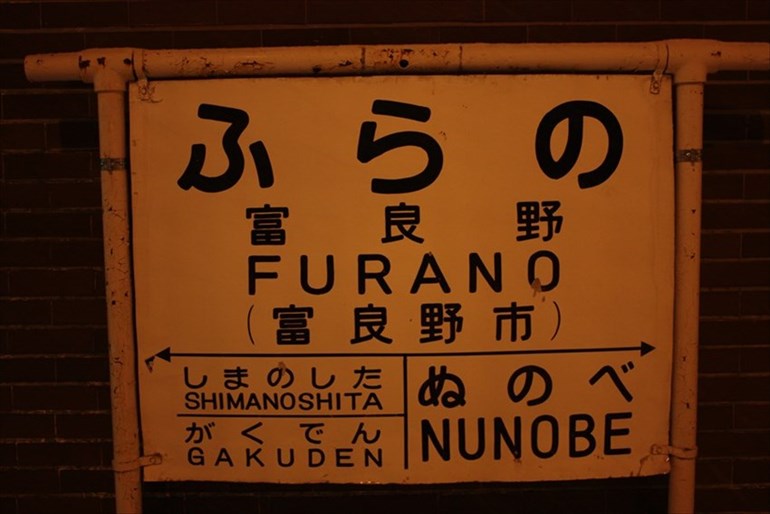 ふらの
富良野
FURANO
(富良野市)
しまのした
SHIMANOSHITA
がくでん
GAKUDEN
ぬのべ
NUNOBE